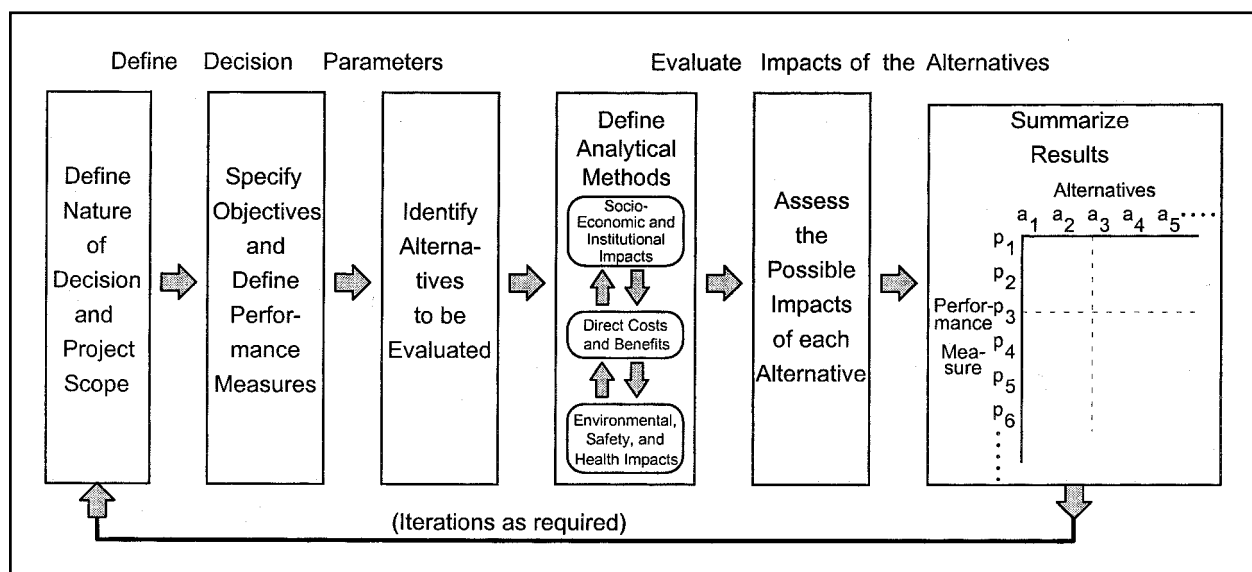 Define Decision Parameters
Evaluate Impacts of the Alternatives
Define
Nature
of
Decision
and
Project
Scope
Specify
Objectives
and
Define
Perfor-
mance
Measures
Identify
Alterna-
tives
to be
Evaluated
Define
Analytical
Methods
Socio-
Economic and
Institutional
Impacts
Direct Costs
and Benefits
Environmental,
Safety, and
Health Impacts
Assess
the
Possible
Impacts
of each
Alternative
Summarize
Results
Alternatives
a1 a2 a3 a4 a5 ....
p1
p2
Perfor-
mance
Mea-
sure
p3
p4
p5
p6
(Iterations as required)